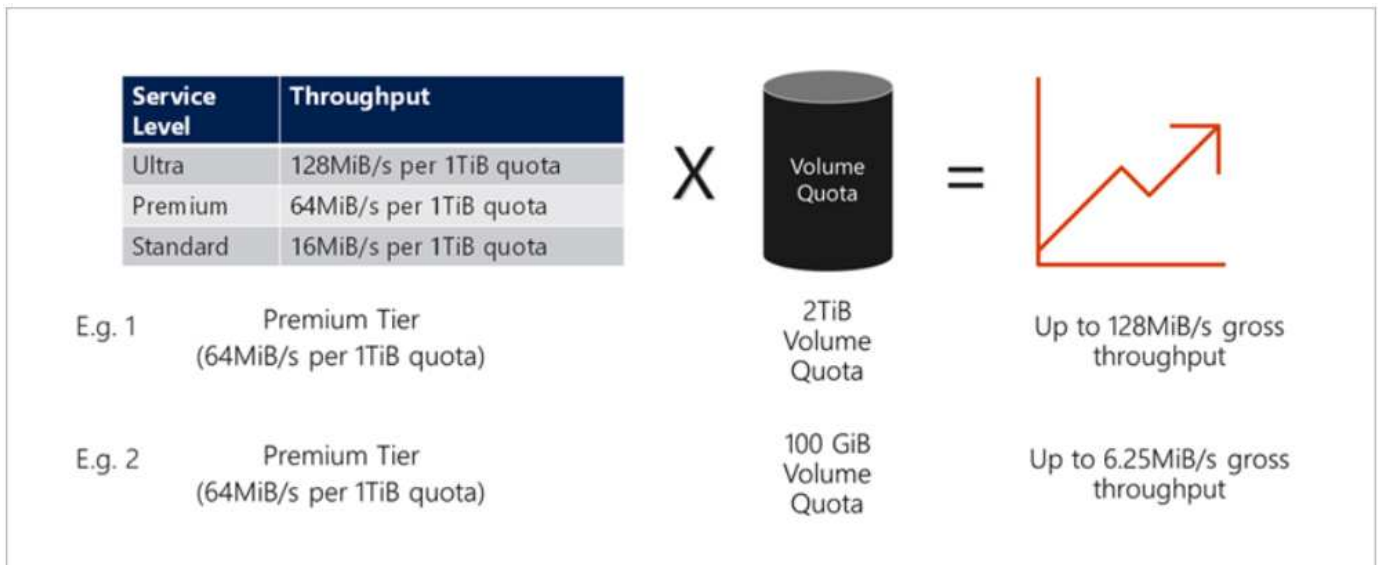 Service Level
Throughput
Ultra
128MiB/s per 1TiB quota
Premium
64MiB/s per 1TiB quota
Standard
16MiB/s per 1TiB quota
X
Volume
Quota
=
E.g. 1
Premium Tier
(64MiB/s per 1TiB quota)
2TiB
Volume
Quota
Up to 128MiB/s gross
throughput
E.g. 2
Premium Tier
(64MiB/s per 1TiB quota)
100 GiB
Volume
Quota
Up to 6.25MiB/s gross
throughput